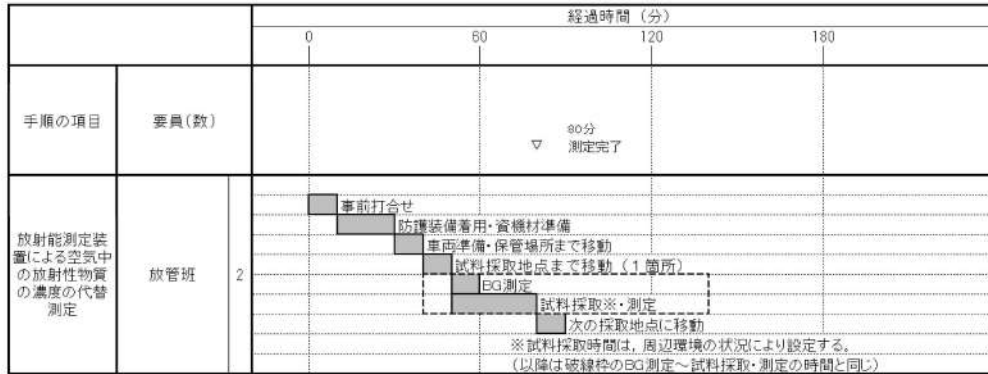 経過時間（分）
0 60 120 180
手順の項目 要員(数)
80分
▽ 測定完了
事前打合せ
防護装備着用・資機材準備
車両準備・保管場所まで移動
放射能測定装
置による空気中
の放射性物質
の濃度の代替
測定
放管班 2
試料採取地点まで移動（1箇所）
BG測定
試料採取※・測定
次の採取地点に移動
※試料採取時間は，周辺環境の状況により設定する。
（以降は破線枠のBG測定～試料採取・測定の時間と同じ）